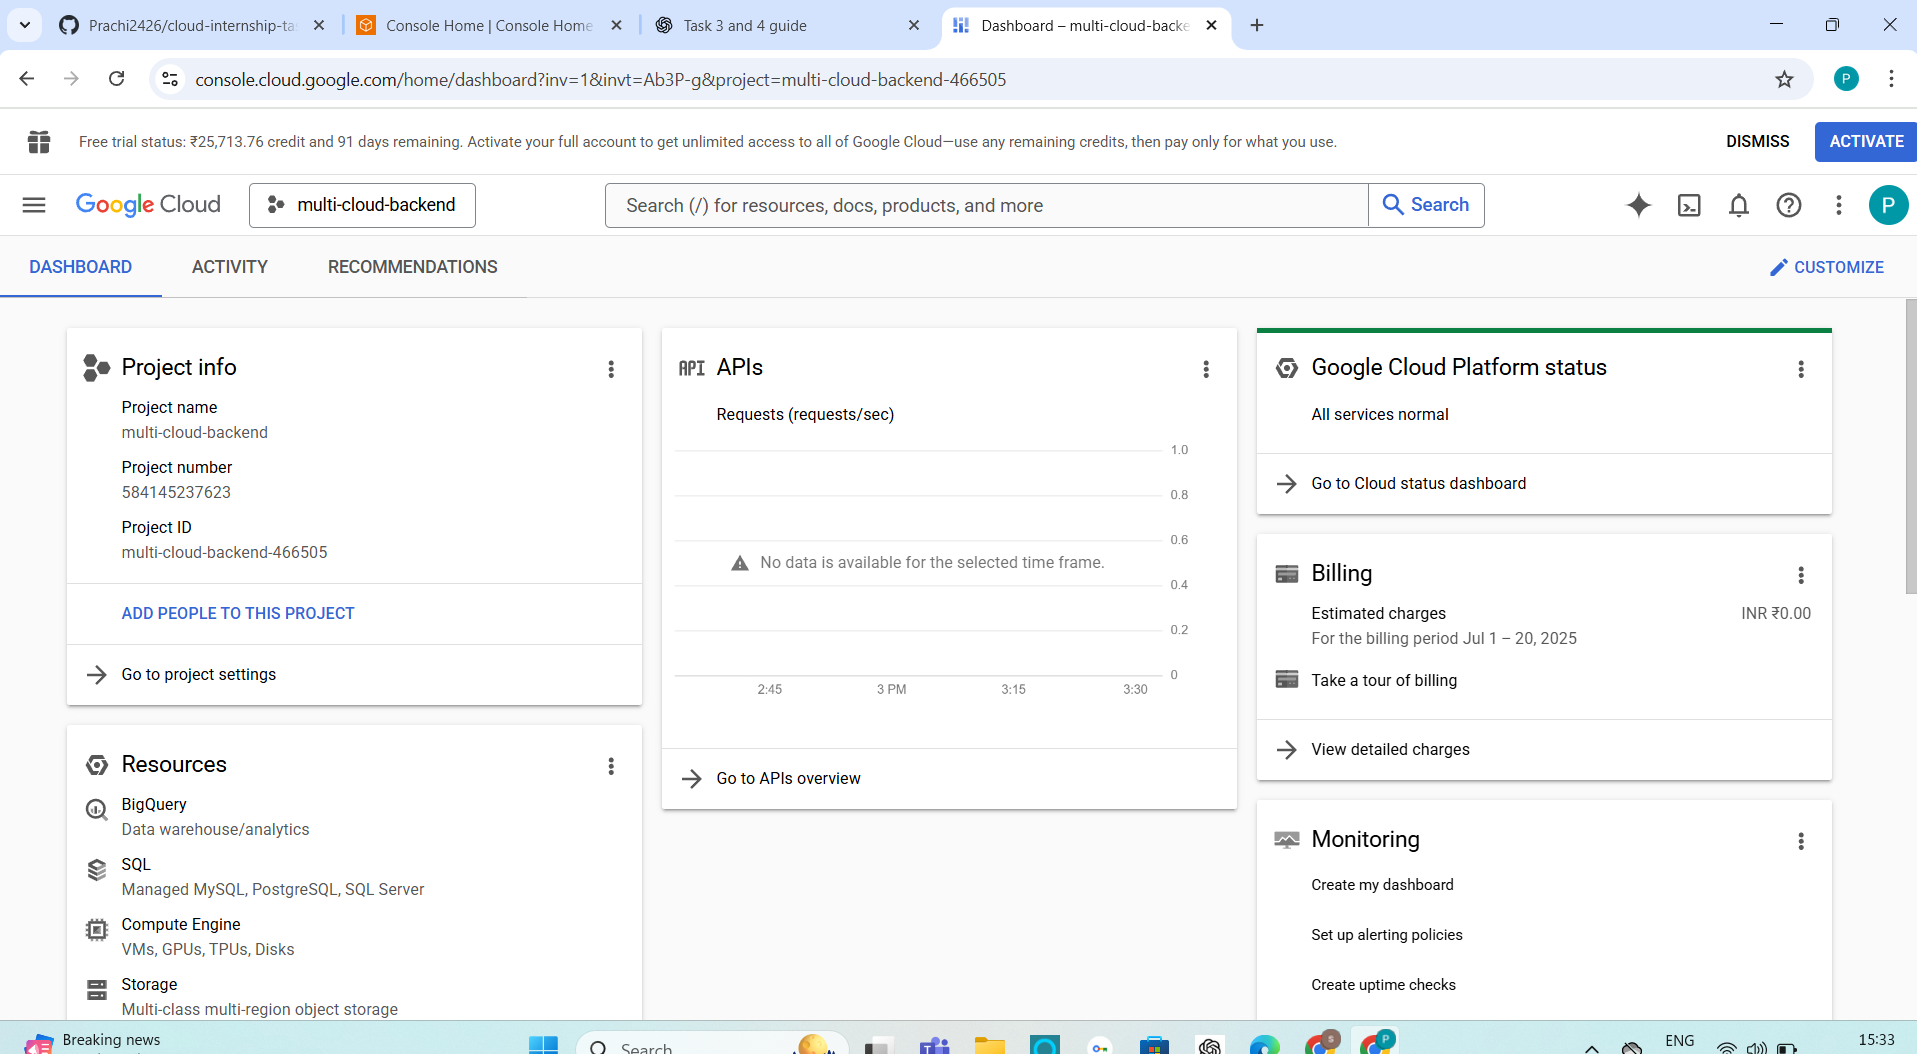 Prachi2426/cloud-internship-tas
Console Home | Console Home
Task 3 and 4 guide
Dashboard – multi-cloud-backe
console.cloud.google.com/home/dashboard?inv=1&invt=Ab3P-g&project=multi-cloud-backend-466505
P
Free trial status: ₹25,713.76 credit and 91 days remaining. Activate your full account to get unlimited access to all of Google Cloud—use any remaining credits, then pay only for what you use.
DISMISS
ACTIVATE
Google Cloud
multi-cloud-backend
Search (/) for resources, docs, products, and more
Search
P
DASHBOARD
ACTIVITY
RECOMMENDATIONS
CUSTOMIZE
Project info
Project name
multi-cloud-backend
Project number
584145237623
Project ID
multi-cloud-backend-466505
ADD PEOPLE TO THIS PROJECT
Go to project settings
Resources
BigQuery
Data warehouse/analytics
SQL
Managed MySQL, PostgreSQL, SQL Server
Compute Engine
VMs, GPUs, TPUs, Disks
Storage
Multi-class multi-region object storage
API APIs
Requests (requests/sec)
1.0
0.8
0.6
No data is available for the selected time frame.
0.4
0.2
0
2:45
3 PM
3:15
3:30
Go to APIs overview
Google Cloud Platform status
All services normal
Go to Cloud status dashboard
Billing
Estimated charges
INR ₹0.00
For the billing period Jul 1 – 20, 2025
Take a tour of billing
View detailed charges
Monitoring
Create my dashboard
Set up alerting policies
Create uptime checks
Breaking news
Search
S
P
ENG
15:33